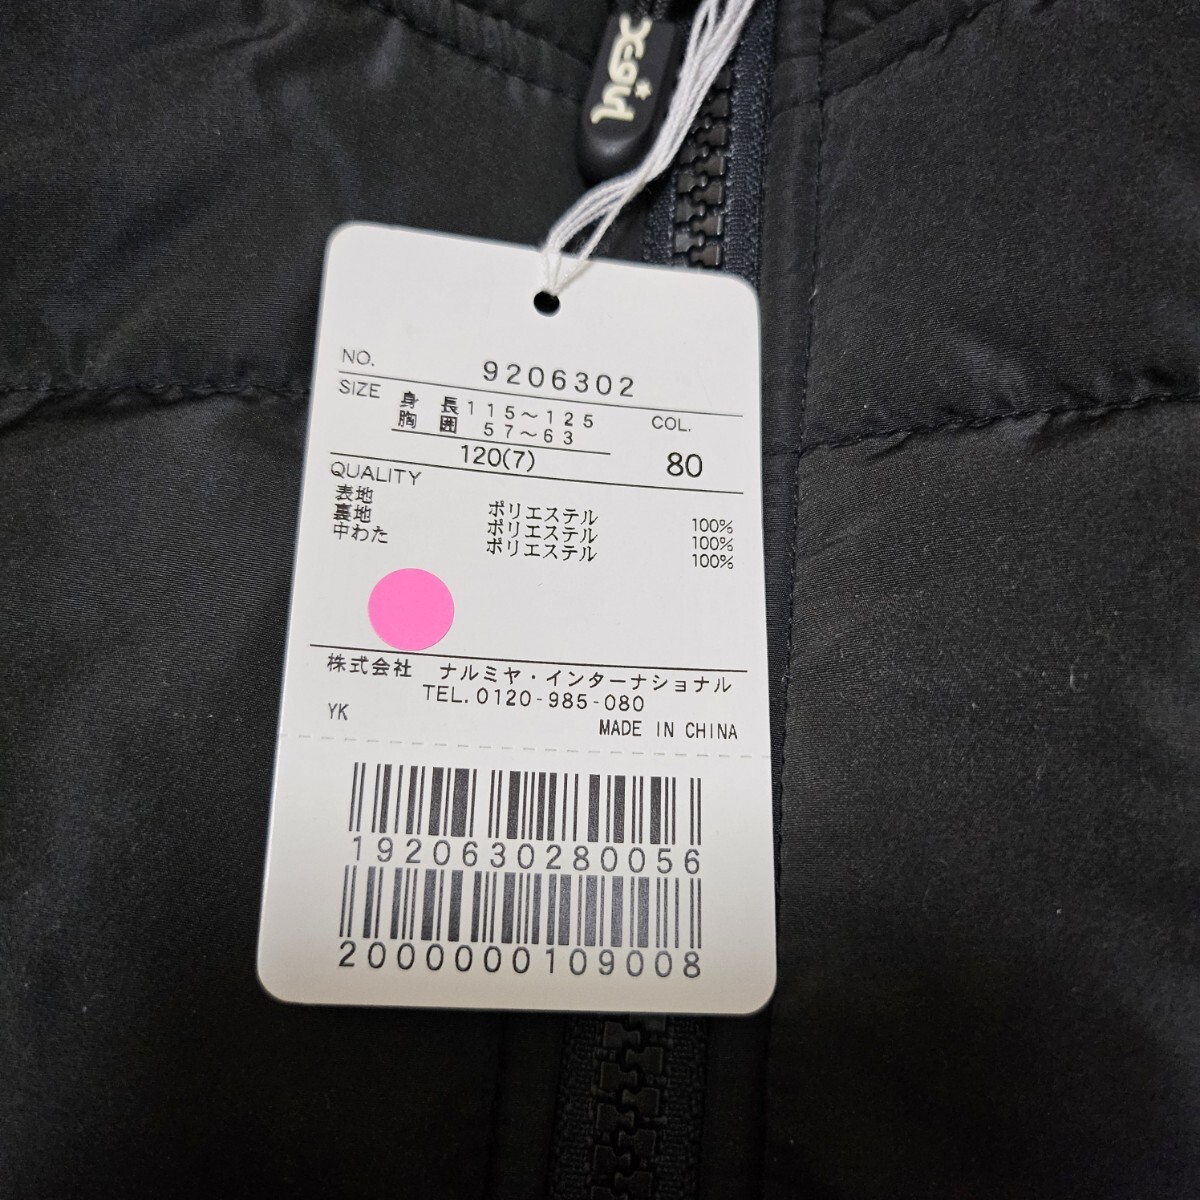 X-girl
NO. 9206302
SIZE 身 長 115～125 COL.
胸 囲 57～63
120(7) 80
QUALITY
表地 ポリエステル 100%
裏地 ポリエステル 100%
中わた ポリエステル 100%
株式会社 ナルミヤ・インターナショナル
TEL. 0120-985-080
YK MADE IN CHINA
1920630280056
2000000109008